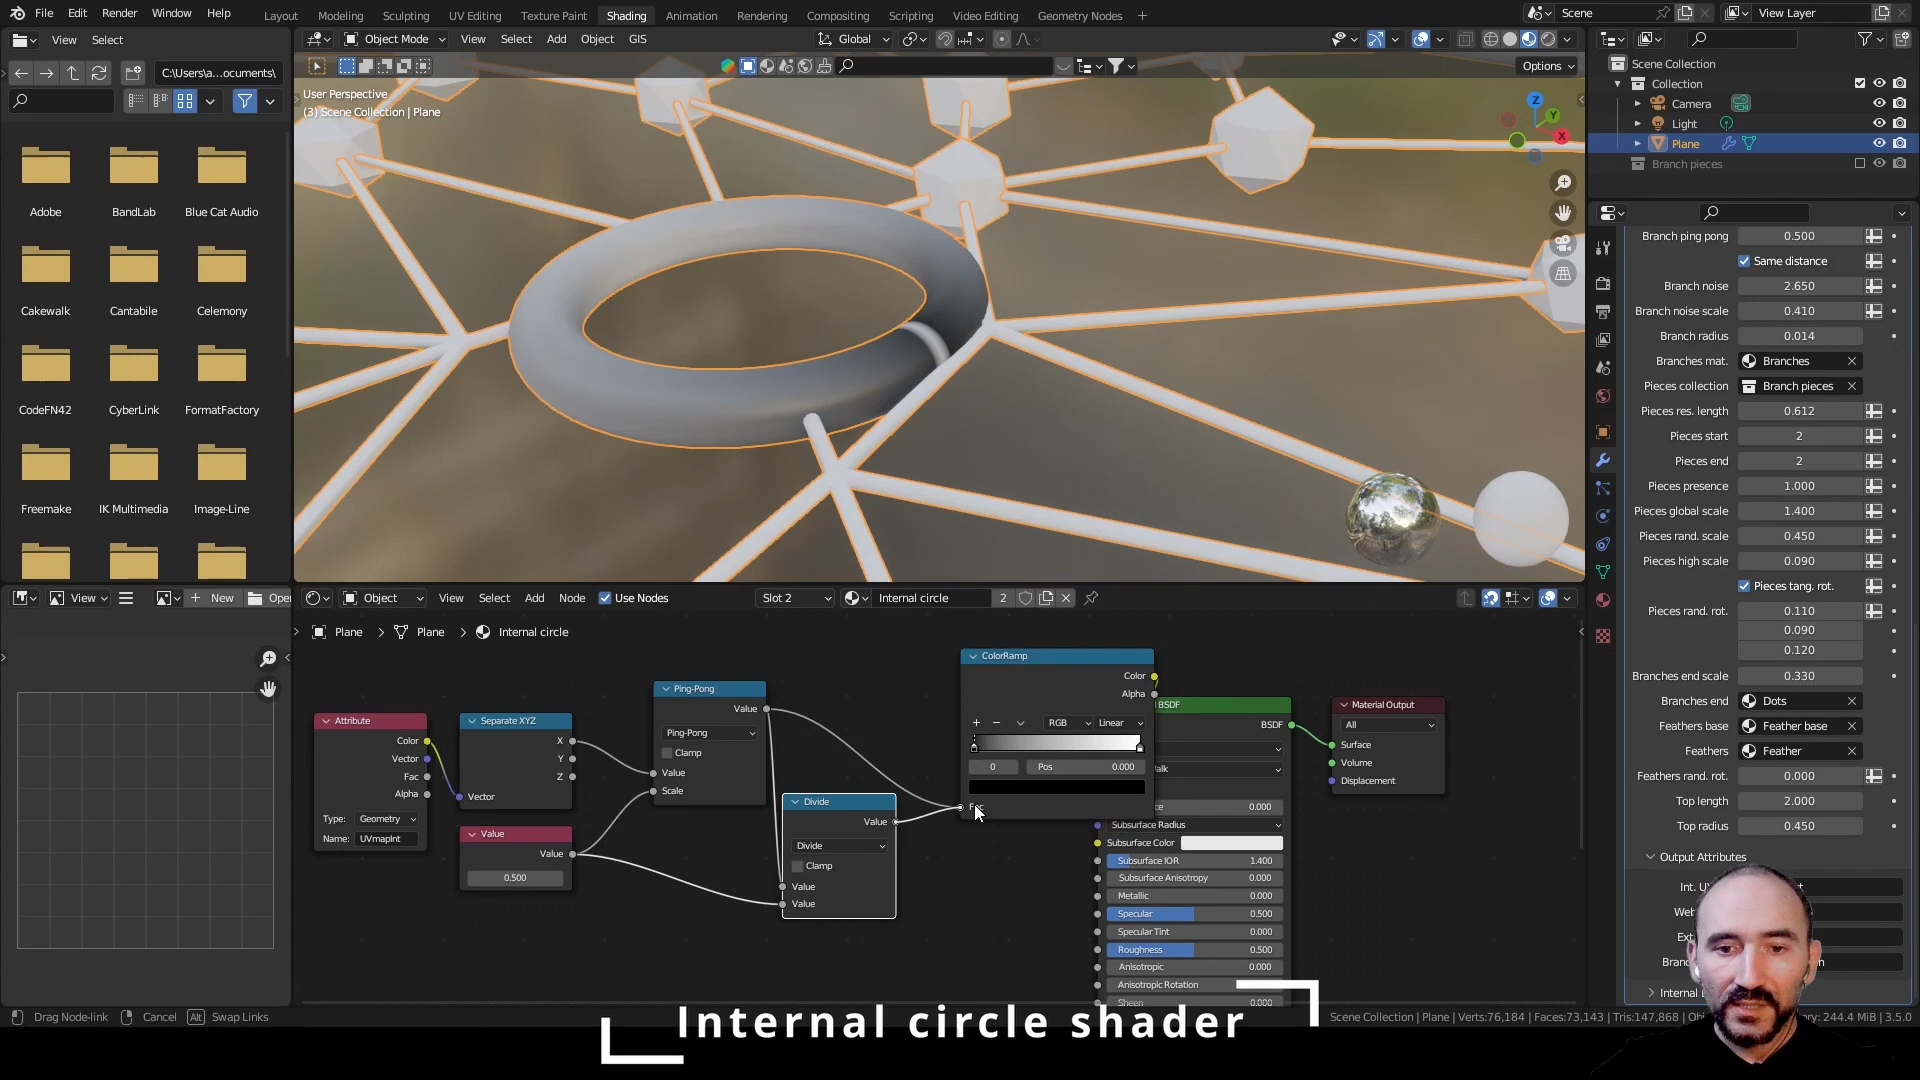 File Edit Render Window Help Layout Modeling Sculpting UV Editing Texture Paint Shading Animation Rendering Compositing Scripting Video Editing Geometry Nodes Scene View Layer
View Select Object Mode View Select Add Object GIS Global
C:\Users\a...ocuments\ Options
User Perspective
(3) Scene Collection | Plane
Adobe BandLab Blue Cat Audio
Cakewalk Cantabile Celemony
CodeFN42 CyberLink FormatFactory
Freemake IK Multimedia Image-Line
Z
Y
X
Scene Collection
Collection
Camera
Light
Plane
Branch pieces
Branch ping pong 0.500
Same distance
Branch noise 2.650
Branch noise scale 0.410
Branch radius 0.014
Branches mat. Branches
Pieces collection Branch pieces
Pieces res. length 0.612
Pieces start 2
Pieces end 2
Pieces presence 1.000
Pieces global scale 1.400
Pieces rand. scale 0.450
Pieces high scale 0.090
Pieces tang. rot.
Pieces rand. rot. 0.110
0.090
0.120
Branches end scale 0.330
Branches end Dots
Feathers base Feather base
Feathers Feather
Feathers rand. rot. 0.000
Top length 2.000
Top radius 0.450
Output Attributes
View New Open
Object View Select Add Node Use Nodes Slot 2 Internal circle 2
Plane > Plane > Internal circle
Attribute
Color
Vector
Fac
Alpha
Type: Geometry
Name: UVmapInt
Separate XYZ
X
Y
Z
Vector
Value
Value
0.500
Ping-Pong
Value
Ping-Pong
Clamp
Value
Scale
Divide
Value
Divide
Clamp
Value
Value
ColorRamp
Color
Alpha
RGB Linear
0 Pos 0.000
Fac
BSDF
BSDF
0.000
Subsurface Radius
Subsurface Color
Subsurface IOR 1.400
Subsurface Anisotropy 0.000
Metallic 0.000
Specular 0.500
Specular Tint 0.000
Roughness 0.500
Anisotropic 0.000
Anisotropic Rotation
Sheen 0.000
Material Output
All
Surface
Volume
Displacement
Drag Node-link Cancel Alt Swap Links
Internal circle shader
Scene Collection | Plane | Verts:76,184 | Faces:73,143 | Tris:147,868 244.4 MiB | 3.5.0